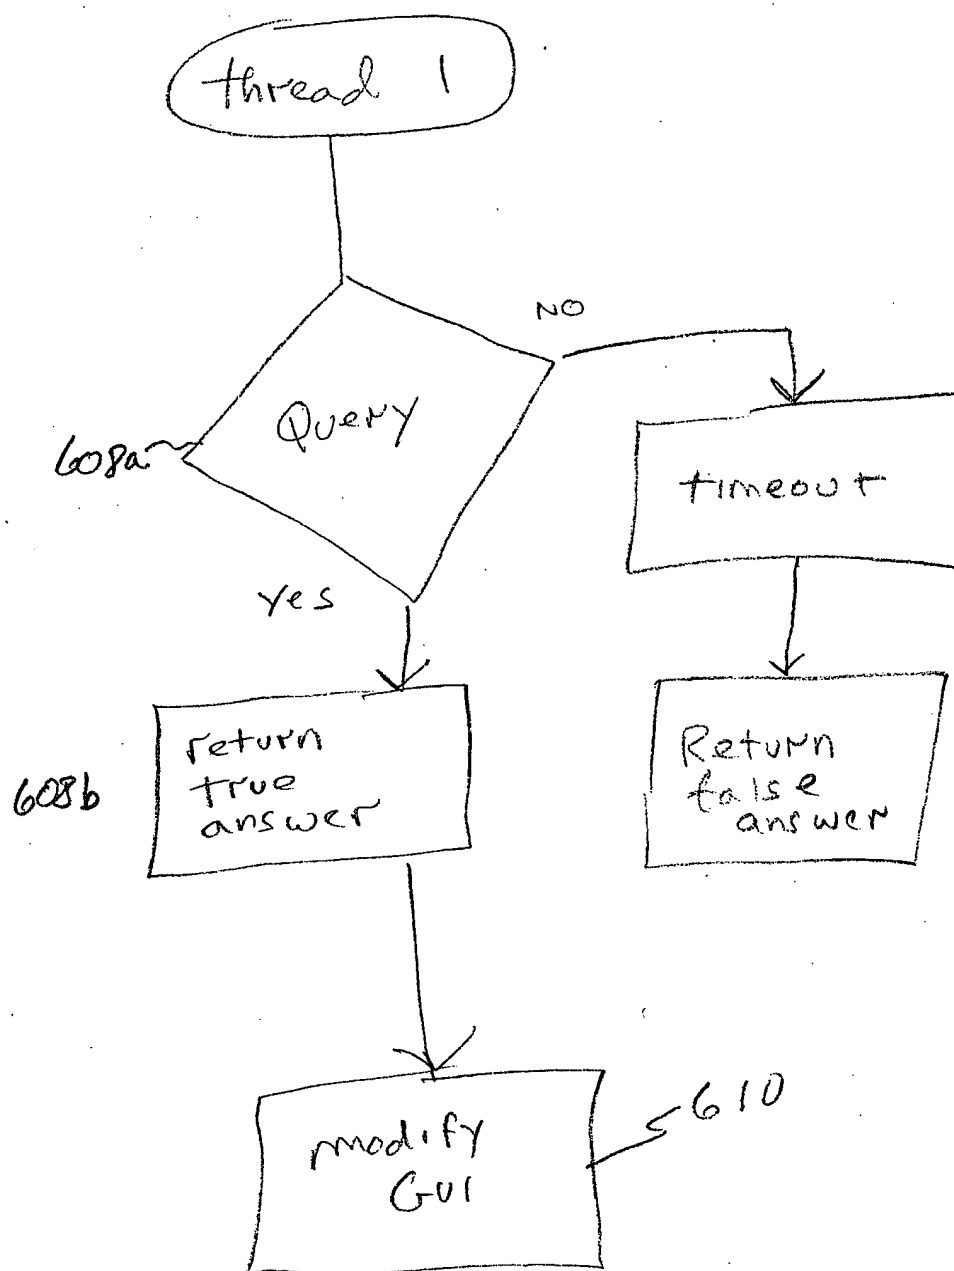 thread 1
NO
Query
608a
timeout
yes
return
true
answer
608b
Return
false
answer
610
modify
GUI